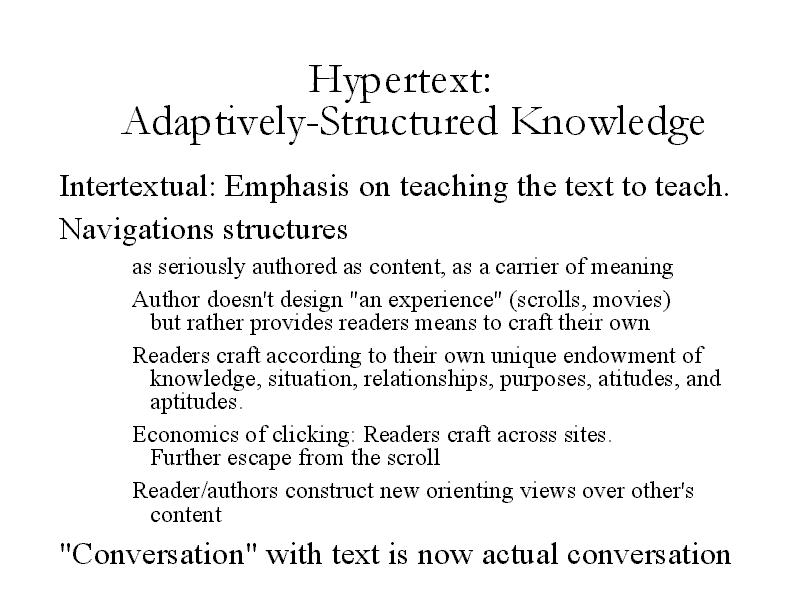 Hypertext:
Adaptively-Structured Knowledge
Intertextual: Emphasis on teaching the text to teach.
Navigations structures
as seriously authored as content, as a carrier of meaning
Author doesn't design "an experience" (scrolls, movies)
but rather provides readers means to craft their own
Readers craft according to their own unique endowment of
knowledge, situation, relationships, purposes, atitudes, and
aptitudes.
Economics of clicking: Readers craft across sites.
Further escape from the scroll
Reader/authors construct new orienting views over other's
content
"Conversation" with text is now actual conversation